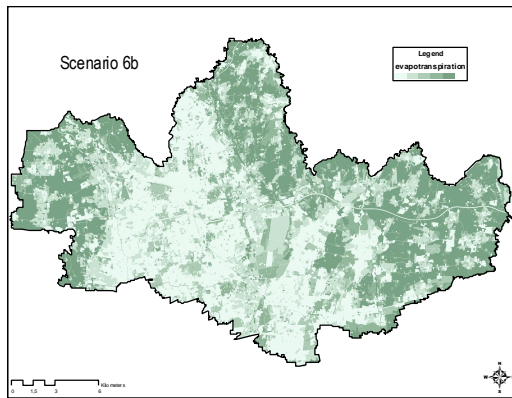 Scenario 6b
Legend
evapotranspiration
Kilometers
0 1,5 3 6
N
W E
S